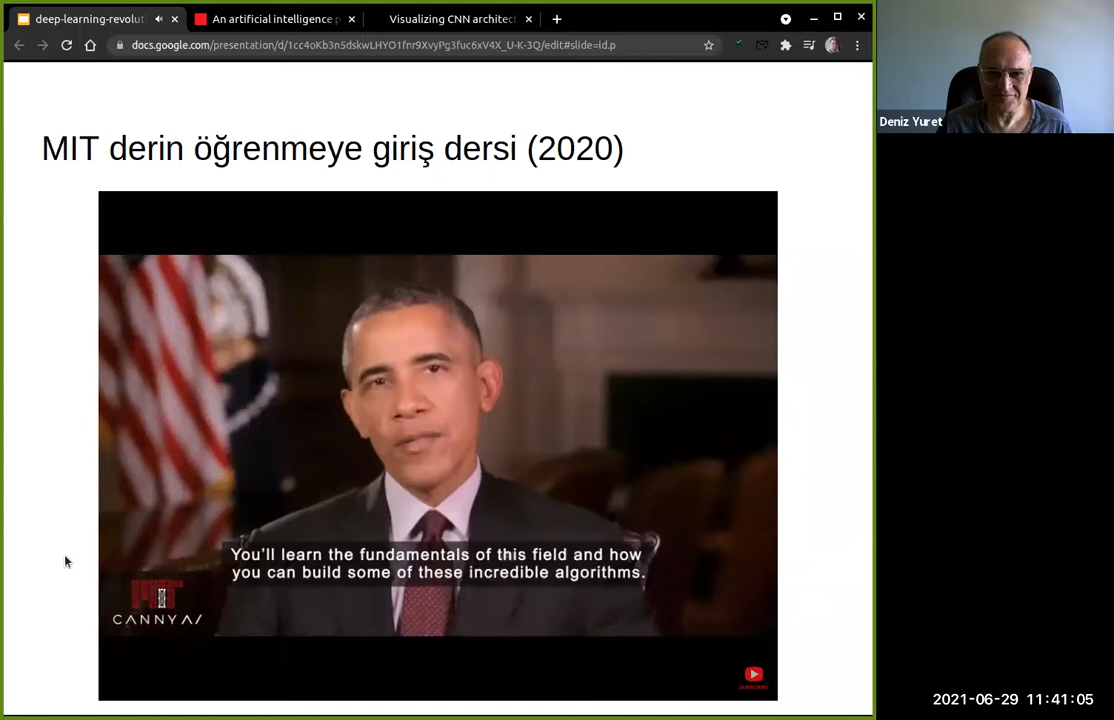 deep-learning-revolut
An artificial intelligence p
Visualizing CNN architect
docs.google.com/presentation/d/1cc4oKb3n5dskwLHYO1fnr9XvyPg3fuc6xV4X_U-K-3Q/edit#slide=id.p
Deniz Yuret
MIT derin öğrenmeye giriş dersi (2020)
You'll learn the fundamentals of this field and how
you can build some of these incredible algorithms.
CANNY AI
2021-06-29 11:41:05